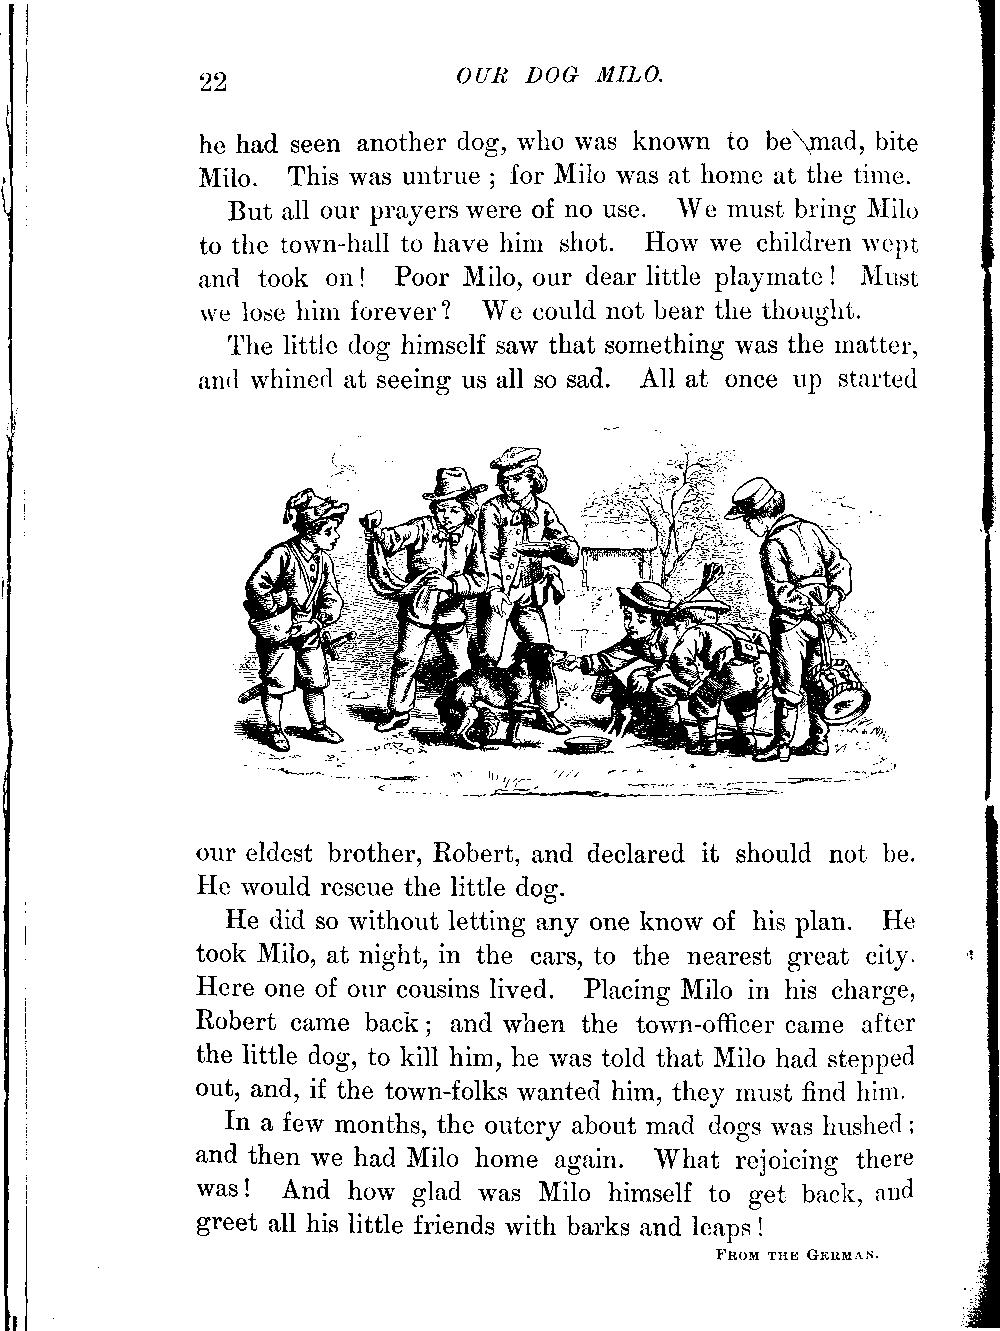 22
OUR DOG MILO.
he had seen another dog, who was known to be mad, bite
Milo. This was untrue ; for Milo was at home at the time.
But all our prayers were of no use. We must bring Milo
to the town-hall to have him shot. How we children wept
and took on! Poor Milo, our dear little playmate! Must
we lose him forever? We could not bear the thought.
The little dog himself saw that something was the matter,
and whined at seeing us all so sad. All at once up started
our eldest brother, Robert, and declared it should not be.
He would rescue the little dog.
He did so without letting any one know of his plan. He
took Milo, at night, in the cars, to the nearest great city.
Here one of our cousins lived. Placing Milo in his charge,
Robert came back; and when the town-officer came after
the little dog, to kill him, he was told that Milo had stepped
out, and, if the town-folks wanted him, they must find him.
In a few months, the outcry about mad dogs was hushed;
and then we had Milo home again. What rejoicing there
was! And how glad was Milo himself to get back, and
greet all his little friends with barks and leaps!
FROM THE GERMAN.